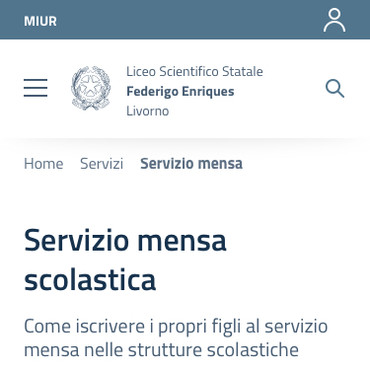 MIUR
Liceo Scientifico Statale
Federigo Enriques
Livorno
Home Servizi Servizio mensa
Servizio mensa
scolastica
Come iscrivere i propri figli al servizio
mensa nelle strutture scolastiche